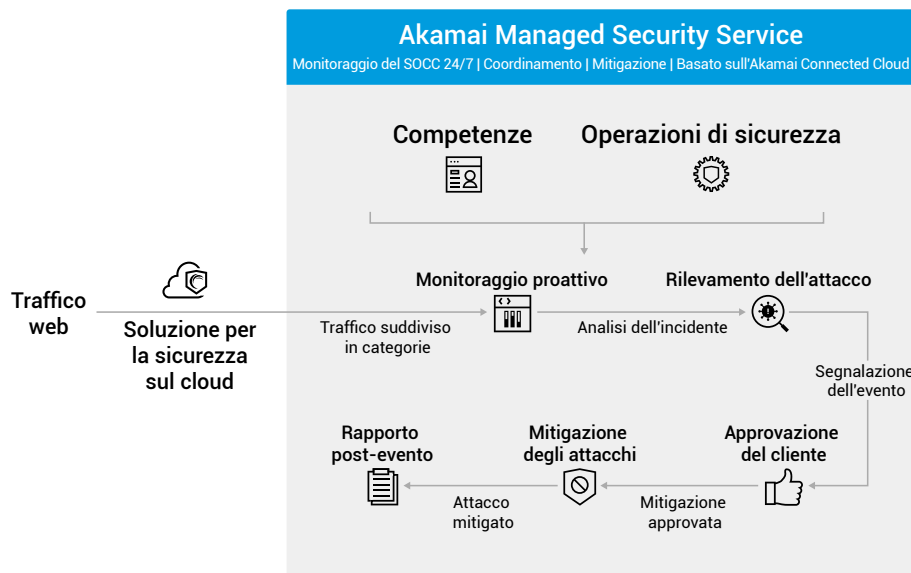 Akamai Managed Security Service
Monitoraggio del SOCC 24/7 | Coordinamento | Mitigazione | Basato sull'Akamai Connected Cloud
Competenze
Operazioni di sicurezza
Monitoraggio proattivo
Rilevamento dell'attacco
Traffico
web
Soluzione per
la sicurezza
sul cloud
Traffico suddiviso
in categorie
Analisi dell'incidente
Segnalazione
dell'evento
Approvazione
del cliente
Mitigazione
degli attacchi
Rapporto
post-evento
Mitigazione
approvata
Attacco
mitigato